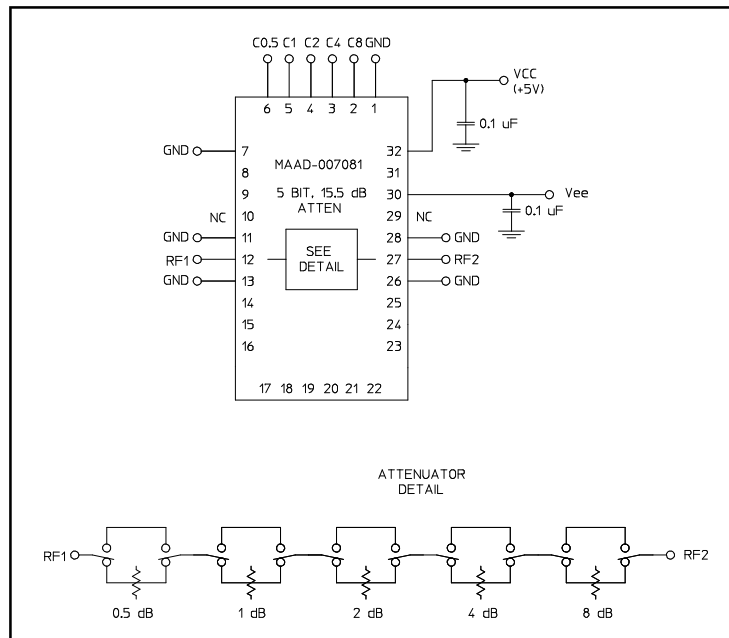 C0.5 C1 C2 C4 C8 GND
6 5 4 3 2 1
VCC
(+5V)
0.1 uF
GND 7
8
9
NC 10
GND 11
RF1 12
GND 13
14
15
16
MAAD-007081
5 BIT, 15.5 dB
ATTEN
SEE
DETAIL
32
31
30 Vee
0.1 uF
29 NC
28 GND
27 RF2
26 GND
25
24
23
17 18 19 20 21 22
ATTENUATOR
DETAIL
RF1 RF2
0.5 dB 1 dB 2 dB 4 dB 8 dB